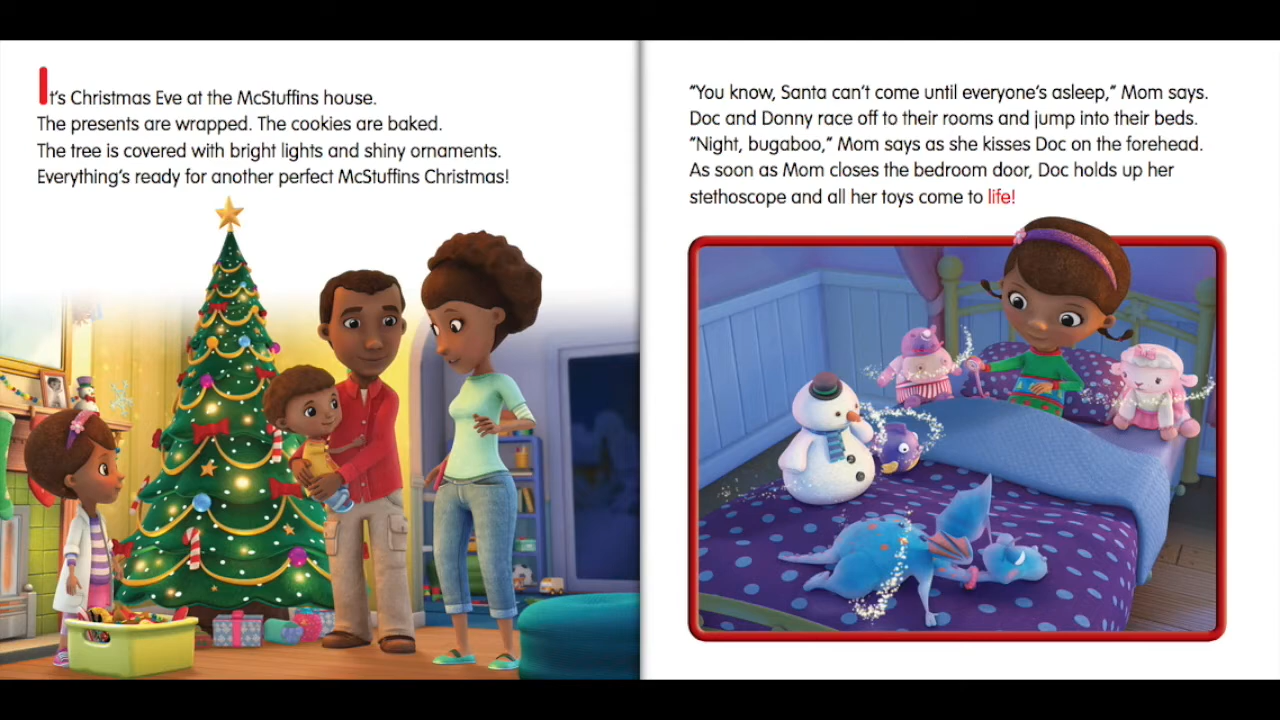 It's Christmas Eve at the McStuffins house.
The presents are wrapped. The cookies are baked.
The tree is covered with bright lights and shiny ornaments.
Everything's ready for another perfect McStuffins Christmas!
"You know, Santa can't come until everyone's asleep," Mom says.
Doc and Donny race off to their rooms and jump into their beds.
"Night, bugaboo," Mom says as she kisses Doc on the forehead.
As soon as Mom closes the bedroom door, Doc holds up her
stethoscope and all her toys come to life!